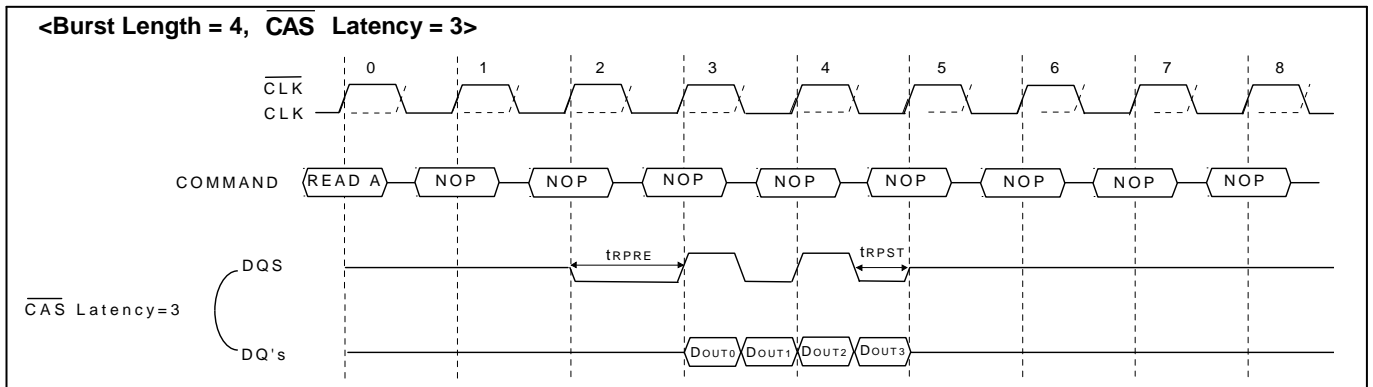 <Burst Length = 4, CAS Latency = 3>
0 1 2 3 4 5 6 7 8
CLK
CLK
COMMAND READ A NOP NOP NOP NOP NOP NOP NOP NOP
DQS tRPRE tRPST
CAS Latency=3
DQ's DOUT0 DOUT1 DOUT2 DOUT3